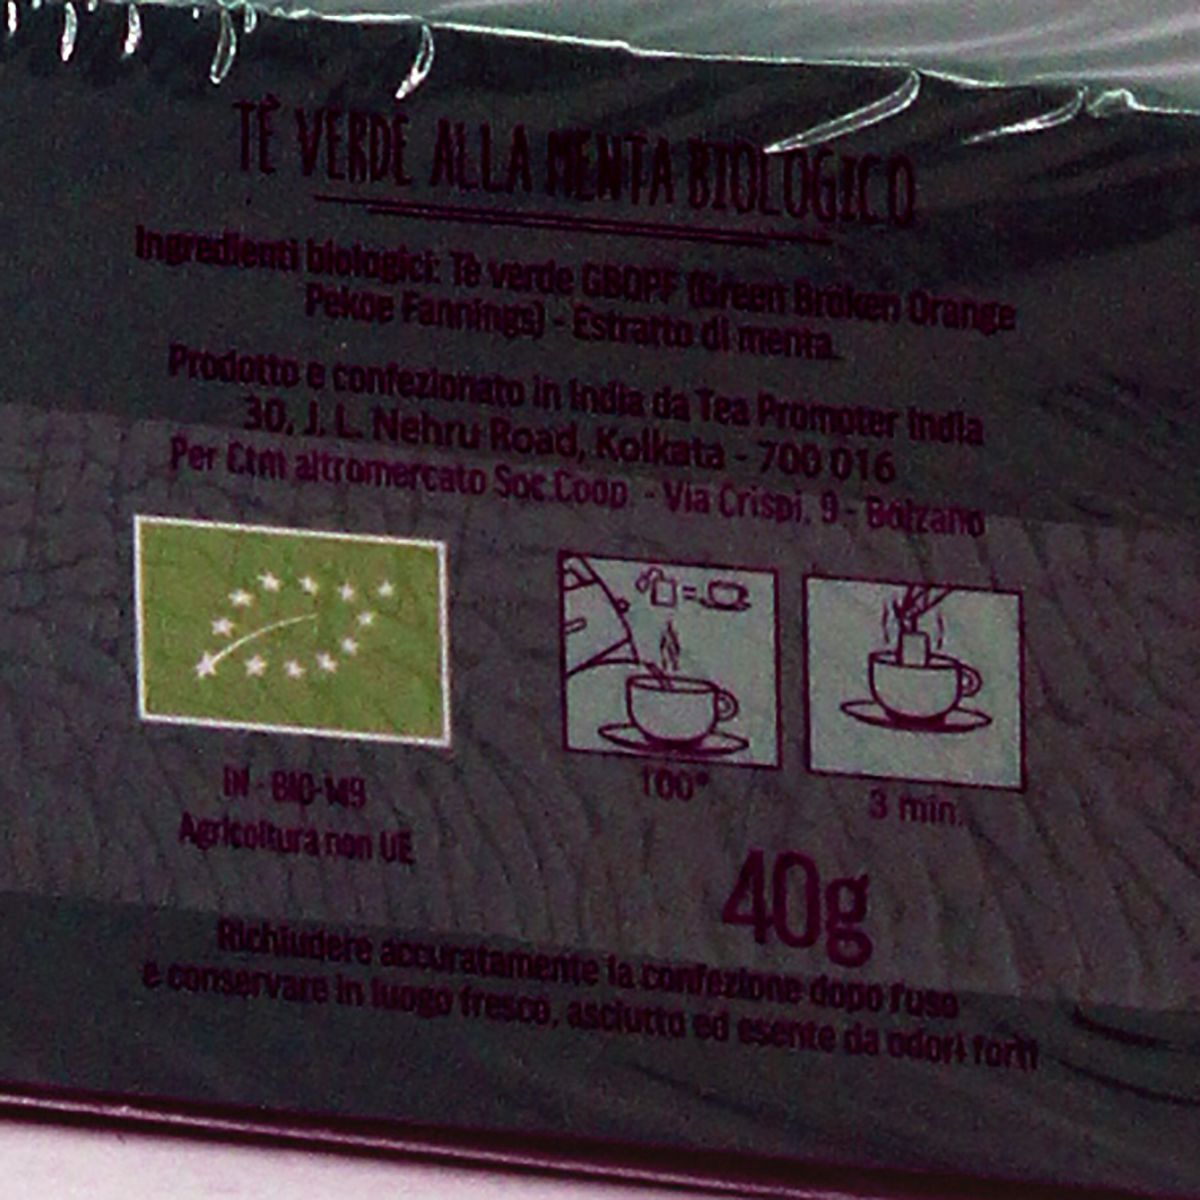 TÈ VERDE ALLA MENTA BIOLOGICO
Ingredienti biologici: Tè verde GBOPF (Green Broken Orange
Pekoe Fannings) - Estratto di menta.
Prodotto e confezionato in India da Tea Promoter India
30, J. L. Nehru Road, Kolkata - 700 016
Per Ctm altromercato Soc.Coop. - Via Crispi, 9 - Bolzano
100°
3 min.
IN - BIO-149
Agricoltura non UE
40g
Richiudere accuratamente la confezione dopo l'uso
e conservare in luogo fresco, asciutto ed esente da odori forti